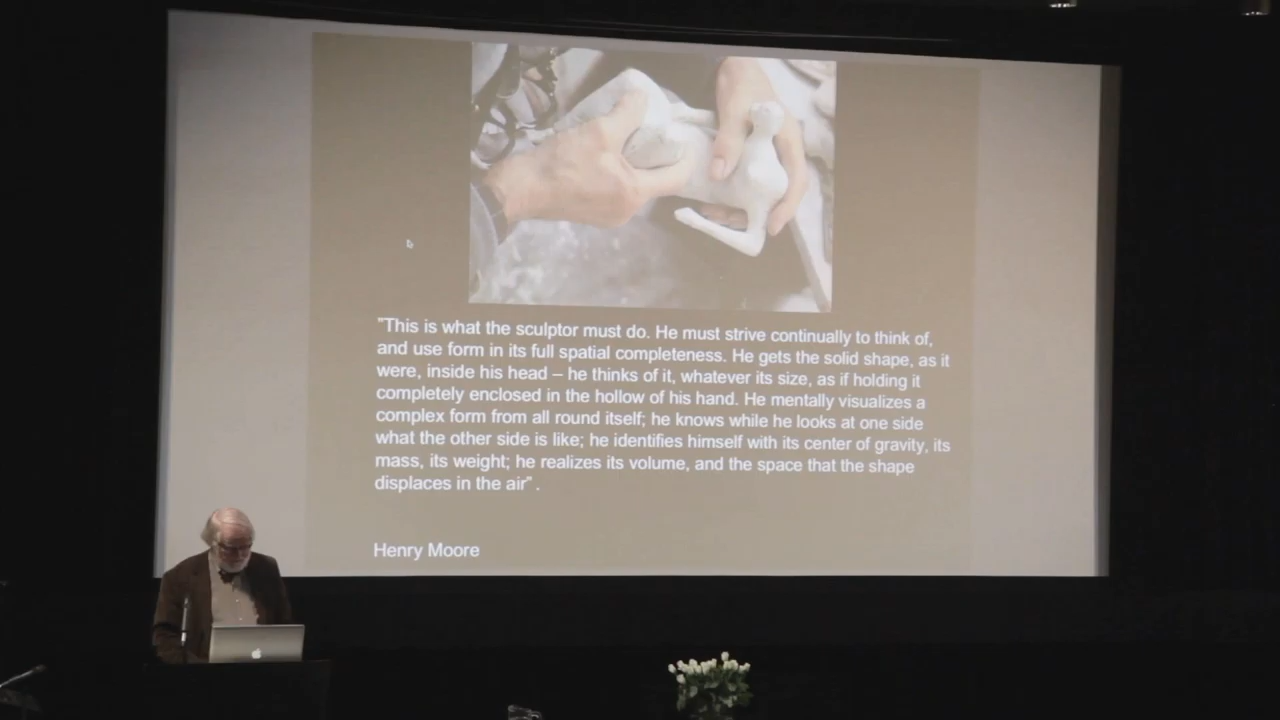 "This is what the sculptor must do. He must strive continually to think of,
and use form in its full spatial completeness. He gets the solid shape, as it
were, inside his head – he thinks of it, whatever its size, as if holding it
completely enclosed in the hollow of his hand. He mentally visualizes a
complex form from all round itself; he knows while he looks at one side
what the other side is like; he identifies himself with its center of gravity, its
mass, its weight; he realizes its volume, and the space that the shape
displaces in the air" .
Henry Moore